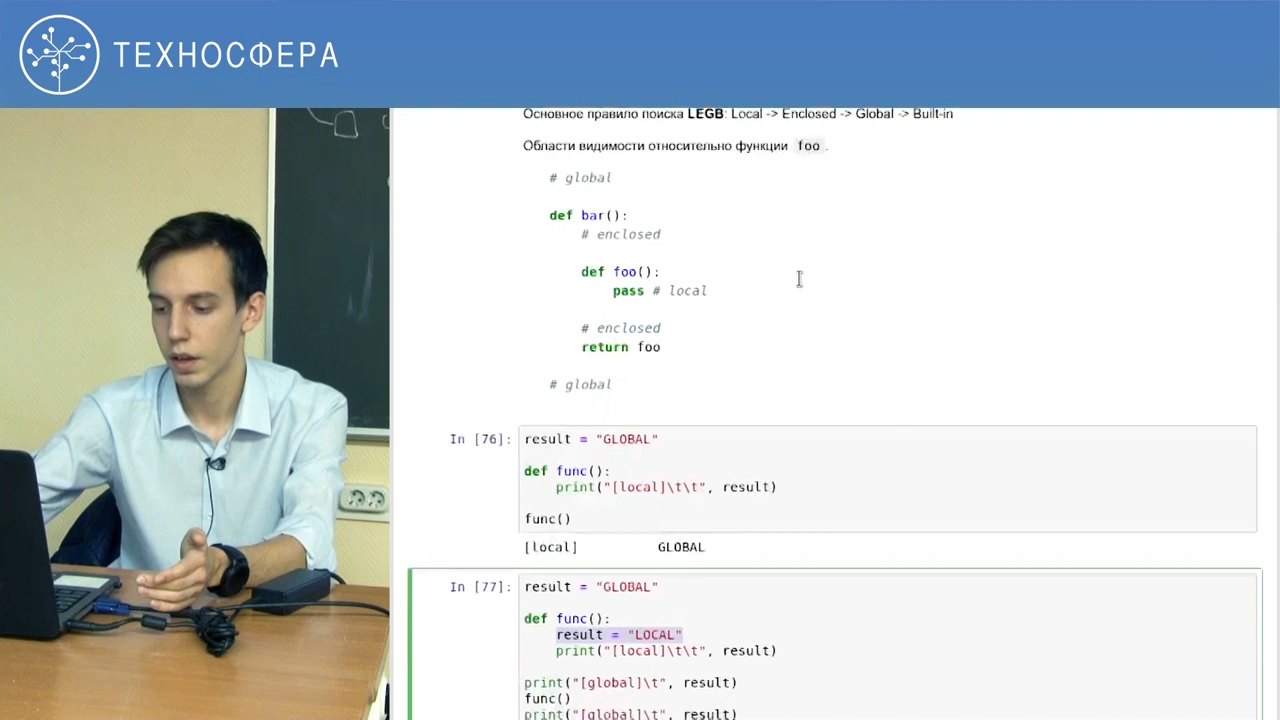 ТЕХНОСФЕРА
Основное правило поиска LEGB: Local -> Enclosed -> Global -> Built-in
Области видимости относительно функции foo .
# global
def bar():
# enclosed
def foo():
pass # local
# enclosed
return foo
# global
In [76]:
result = "GLOBAL"
def func():
print("[local]\t\t", result)
func()
[local] GLOBAL
In [77]:
result = "GLOBAL"
def func():
result = "LOCAL"
print("[local]\t\t", result)
print("[global]\t", result)
func()
print("[global]\t", result)